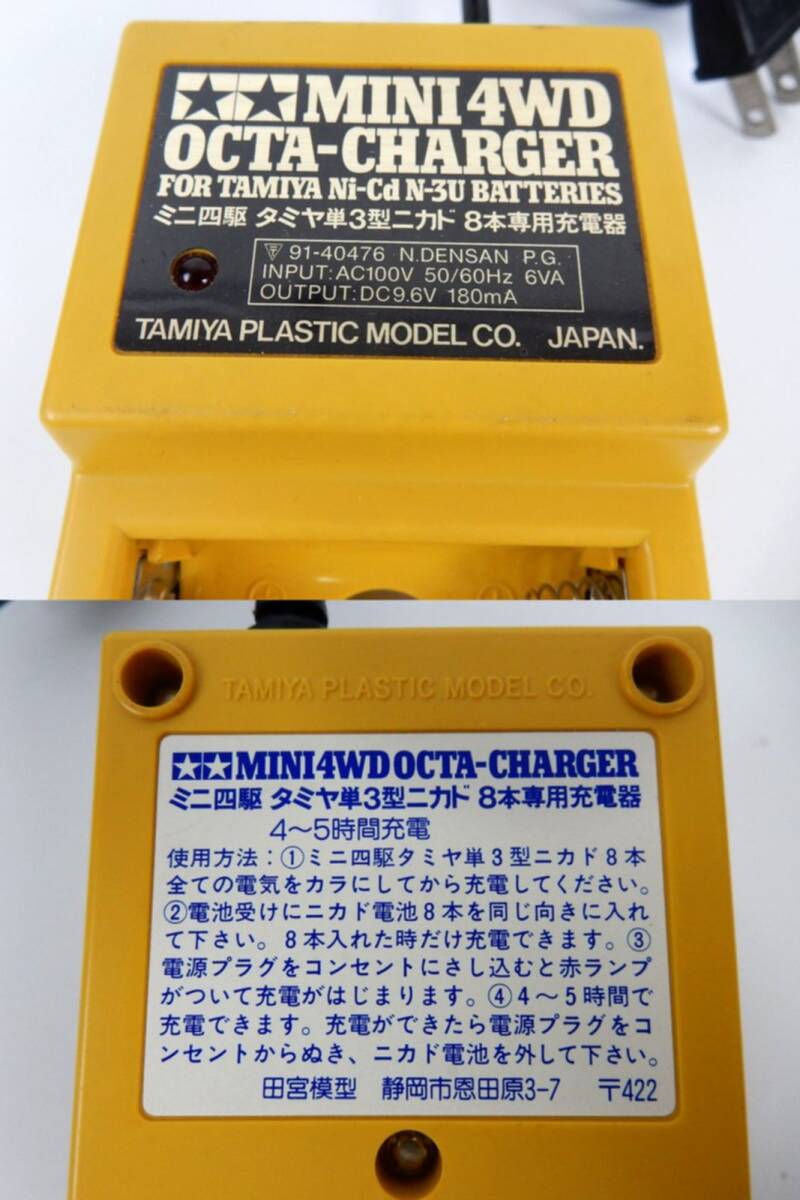 MINI4WD
OCTA-CHARGER
FOR TAMIYA Ni-Cd N-3U BATTERIES
ミニ四駆 タミヤ単3型ニカド 8本専用充電器
91-40476 N.DENSAN P.G.
INPUT:AC100V 50/60Hz 6VA
OUTPUT:DC9.6V 180mA
TAMIYA PLASTIC MODEL CO. JAPAN.
TAMIYA PLASTIC MODEL CO.
MINI4WD OCTA-CHARGER
ミニ四駆 タミヤ単3型ニカド 8本専用充電器
4〜5時間充電
使用方法：①ミニ四駆タミヤ単3型ニカド8本
全ての電気をカラにしてから充電してください。
②電池受けにニカド電池8本を同じ向きに入れ
て下さい。8本入れた時だけ充電できます。③
電源プラグをコンセントにさし込むと赤ランプ
がついて充電がはじまります。④4〜5時間で
充電できます。充電ができたら電源プラグをコ
ンセントからぬき、ニカド電池を外して下さい。
田宮模型 静岡市恩田原3-7 〒422